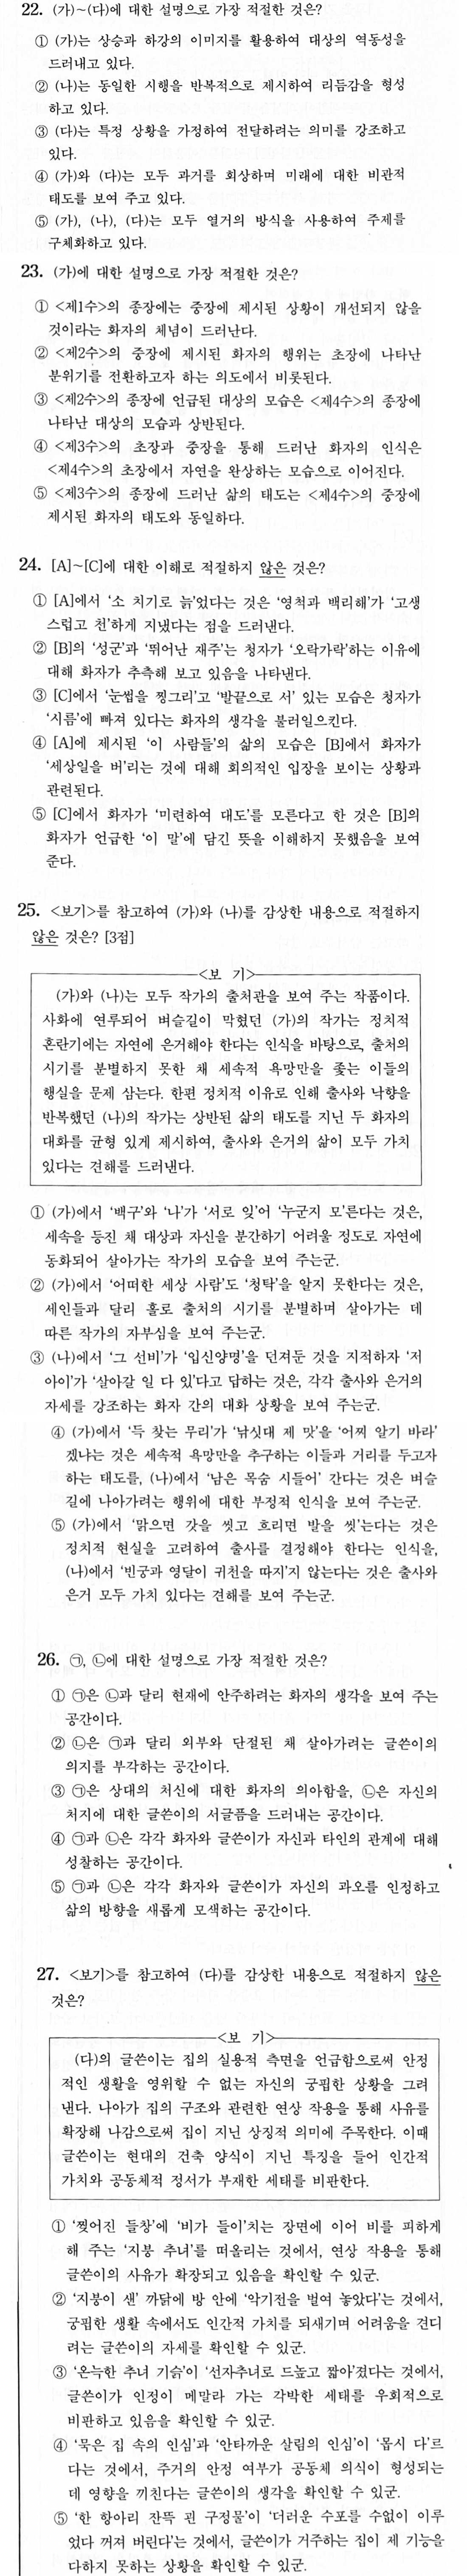 22. (가)~(다)에 대한 설명으로 가장 적절한 것은?
① (가)는 상승과 하강의 이미지를 활용하여 대상의 역동성을
드러내고 있다.
② (나)는 동일한 시행을 반복적으로 제시하여 리듬감을 형성
하고 있다.
③ (다)는 특정 상황을 가정하여 전달하려는 의미를 강조하고
있다.
④ (가)와 (다)는 모두 과거를 회상하며 미래에 대한 비관적
태도를 보여 주고 있다.
⑤ (가), (나), (다)는 모두 열거의 방식을 사용하여 주제를
구체화하고 있다.
23. (가)에 대한 설명으로 가장 적절한 것은?
① <제1수>의 종장에는 중장에 제시된 상황이 개선되지 않을
것이라는 화자의 체념이 드러난다.
② <제2수>의 중장에 제시된 화자의 행위는 초장에 나타난
분위기를 전환하고자 하는 의도에서 비롯된다.
③ <제2수>의 종장에 언급된 대상의 모습은 <제4수>의 종장에
나타난 대상의 모습과 상반된다.
④ <제3수>의 초장과 중장을 통해 드러난 화자의 인식은
<제4수>의 초장에서 자연을 완상하는 모습으로 이어진다.
⑤ <제3수>의 종장에 드러난 삶의 태도는 <제4수>의 중장에
제시된 화자의 태도와 동일하다.
24. [A]~[C]에 대한 이해로 적절하지 않은 것은?
① [A]에서 ‘소 치기로 늙’었다는 것은 ‘영척과 백리해’가 ‘고생
스럽고 천’하게 지냈다는 점을 드러낸다.
② [B]의 ‘성군’과 ‘뛰어난 재주’는 청자가 ‘오락가락’하는 이유에
대해 화자가 추측해 보고 있음을 나타낸다.
③ [C]에서 ‘눈썹을 찡그리’고 ‘발끝으로 서’ 있는 모습은 청자가
‘시름’에 빠져 있다는 화자의 생각을 불러일으킨다.
④ [A]에 제시된 ‘이 사람들’의 삶의 모습은 [B]에서 화자가
‘세상일을 버’리는 것에 대해 회의적인 입장을 보이는 상황과
관련된다.
⑤ [C]에서 화자가 ‘미련하여 대도’를 모른다고 한 것은 [B]의
화자가 언급한 ‘이 말’에 담긴 뜻을 이해하지 못했음을 보여
준다.
25. <보기>를 참고하여 (가)와 (나)를 감상한 내용으로 적절하지
않은 것은? [3점]
<보 기>
(가)와 (나)는 모두 작가의 출처관을 보여 주는 작품이다.
사화에 연루되어 벼슬길이 막혔던 (가)의 작가는 정치적
혼란기에는 자연에 은거해야 한다는 인식을 바탕으로, 출처의
시기를 분별하지 못한 채 세속적 욕망만을 좇는 이들의
행실을 문제 삼는다. 한편 정치적 이유로 인해 출사와 낙향을
반복했던 (나)의 작가는 상반된 삶의 태도를 지닌 두 화자의
대화를 균형 있게 제시하여, 출사와 은거의 삶이 모두 가치
있다는 견해를 드러낸다.
① (가)에서 ‘백구’와 ‘나’가 ‘서로 잊’어 ‘누군지 모’른다는 것은,
세속을 등진 채 대상과 자신을 분간하기 어려울 정도로 자연에
동화되어 살아가는 작가의 모습을 보여 주는군.
② (가)에서 ‘어떠한 세상 사람’도 ‘청탁’을 알지 못한다는 것은,
세인들과 달리 홀로 출처의 시기를 분별하며 살아가는 데
따른 작가의 자부심을 보여 주는군.
③ (나)에서 ‘그 선비’가 ‘입신양명’을 던져둔 것을 지적하자 ‘저
아이’가 ‘살아갈 일 다 있’다고 답하는 것은, 각각 출사와 은거의
자세를 강조하는 화자 간의 대화 상황을 보여 주는군.
④ (가)에서 ‘득 찾는 무리’가 ‘낚싯대 제 맛’을 ‘어찌 알기 바라’
겠냐는 것은 세속적 욕망만을 추구하는 이들과 거리를 두고자
하는 태도를, (나)에서 ‘남은 목숨 시들어’ 간다는 것은 벼슬
길에 나아가려는 행위에 대한 부정적 인식을 보여 주는군.
⑤ (가)에서 ‘맑으면 갓을 씻고 흐리면 발을 씻’는다는 것은
정치적 현실을 고려하여 출사를 결정해야 한다는 인식을,
(나)에서 ‘빈궁과 영달이 귀천을 따지’지 않는다는 것은 출사와
은거 모두 가치 있다는 견해를 보여 주는군.
26. ㉠, ㉡에 대한 설명으로 가장 적절한 것은?
① ㉠은 ㉡과 달리 현재에 안주하려는 화자의 생각을 보여 주는
공간이다.
② ㉡은 ㉠과 달리 외부와 단절된 채 살아가려는 글쓴이의
의지를 부각하는 공간이다.
③ ㉠은 상대의 처신에 대한 화자의 의아함을, ㉡은 자신의
처지에 대한 글쓴이의 서글픔을 드러내는 공간이다.
④ ㉠과 ㉡은 각각 화자와 글쓴이가 자신과 타인의 관계에 대해
성찰하는 공간이다.
⑤ ㉠과 ㉡은 각각 화자와 글쓴이가 자신의 과오를 인정하고
삶의 방향을 새롭게 모색하는 공간이다.
27. <보기>를 참고하여 (다)를 감상한 내용으로 적절하지 않은
것은?
<보 기>
(다)의 글쓴이는 집의 실용적 측면을 언급함으로써 안정
적인 생활을 영위할 수 없는 자신의 궁핍한 상황을 그려
낸다. 나아가 집의 구조와 관련한 연상 작용을 통해 사유를
확장해 나감으로써 집이 지닌 상징적 의미에 주목한다. 이때
글쓴이는 현대의 건축 양식이 지닌 특징을 들어 인간적
가치와 공동체적 정서가 부재한 세태를 비판한다.
① ‘찢어진 들창’에 ‘비가 들이’치는 장면에 이어 비를 피하게
해 주는 ‘지붕 추녀’를 떠올리는 것에서, 연상 작용을 통해
글쓴이의 사유가 확장되고 있음을 확인할 수 있군.
② ‘지붕이 샌’ 까닭에 방 안에 ‘악기전을 벌여 놓았다’는 것에서,
궁핍한 생활 속에서도 인간적 가치를 되새기며 어려움을 견디
려는 글쓴이의 자세를 확인할 수 있군.
③ ‘온늑한 추녀 기슭’이 ‘선자추녀로 드높고 짧아’졌다는 것에서,
글쓴이가 인정이 메말라 가는 각박한 세태를 우회적으로
비판하고 있음을 확인할 수 있군.
④ ‘묵은 집 속의 인심’과 ‘안타까운 살림의 인심’이 ‘몹시 다’르
다는 것에서, 주거의 안정 여부가 공동체 의식이 형성되는
데 영향을 끼친다는 글쓴이의 생각을 확인할 수 있군.
⑤ ‘한 항아리 잔뜩 괸 구정물’이 ‘더러운 수포를 수없이 이루
었다 꺼져 버린다’는 것에서, 글쓴이가 거주하는 집이 제 기능을
다하지 못하는 상황을 확인할 수 있군.